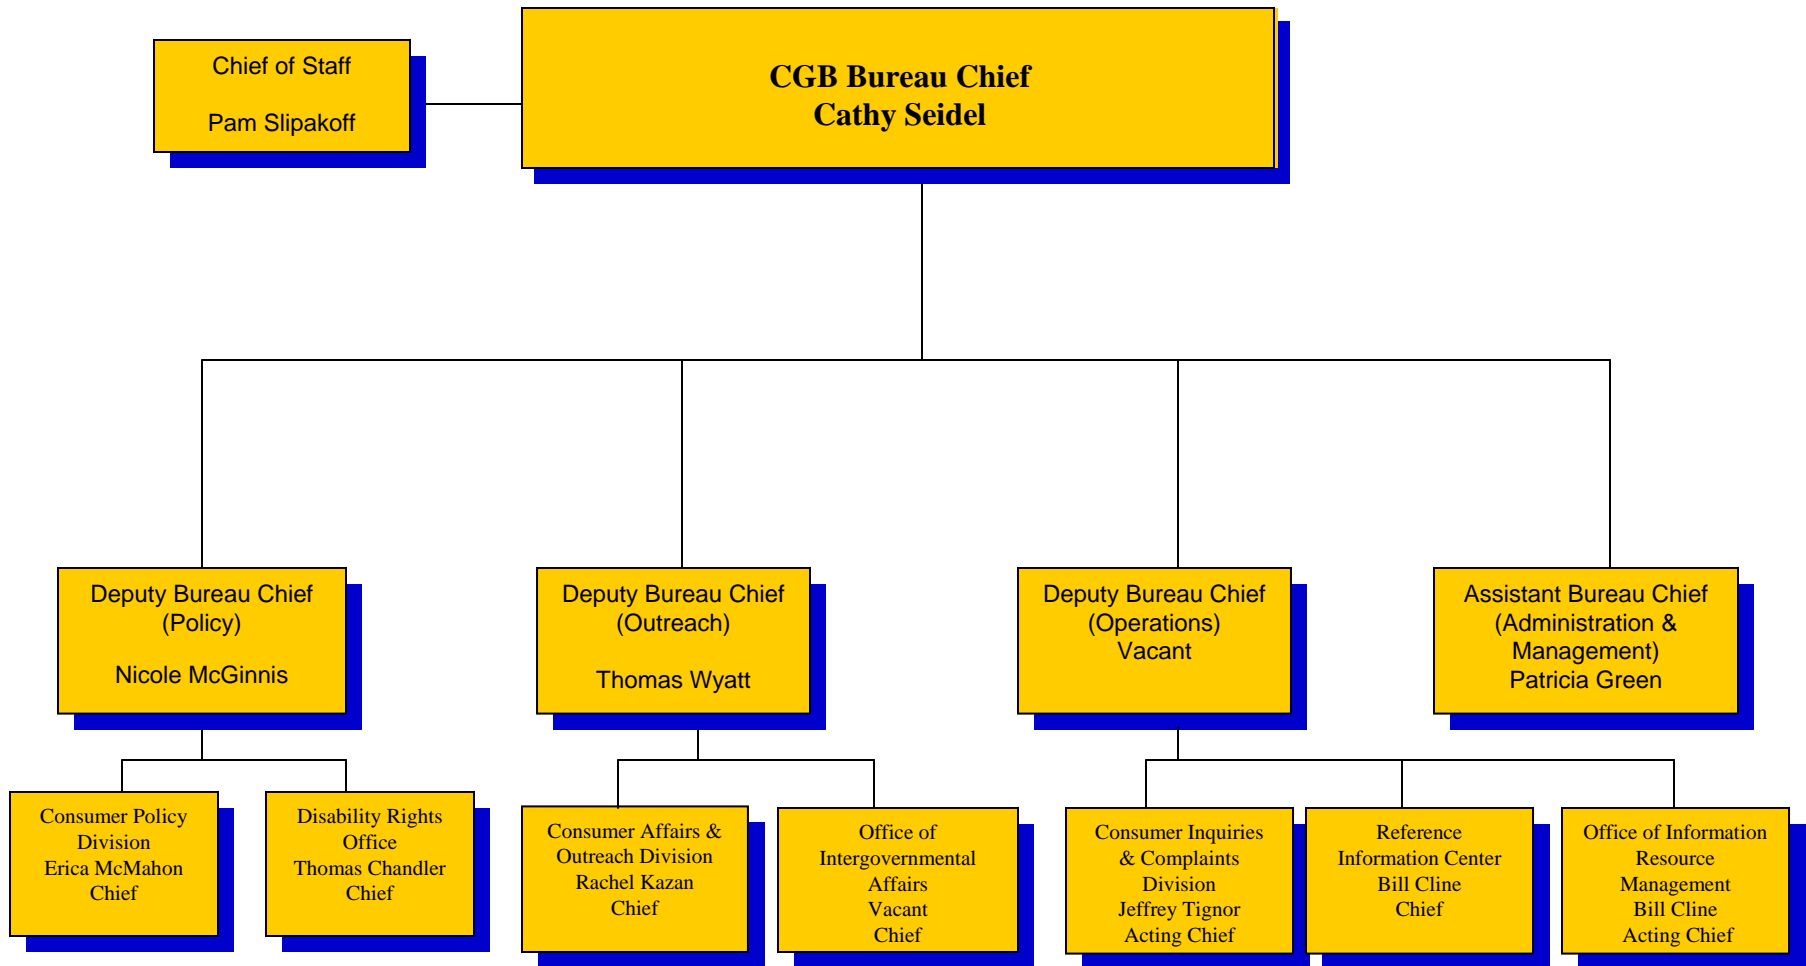 Chief of Staff
Pam Slipakoff
CGB Bureau Chief
Cathy Seidel
Deputy Bureau Chief
(Policy)
Nicole McGinnis
Deputy Bureau Chief
(Outreach)
Thomas Wyatt
Deputy Bureau Chief
(Operations)
Vacant
Assistant Bureau Chief
(Administration &
Management)
Patricia Green
Consumer Policy
Division
Erica McMahon
Chief
Disability Rights
Office
Thomas Chandler
Chief
Consumer Affairs &
Outreach Division
Rachel Kazan
Chief
Office of
Intergovernmental
Affairs
Vacant
Chief
Consumer Inquiries
& Complaints
Division
Jeffrey Tignor
Acting Chief
Reference
Information Center
Bill Cline
Chief
Office of Information
Resource
Management
Bill Cline
Acting Chief